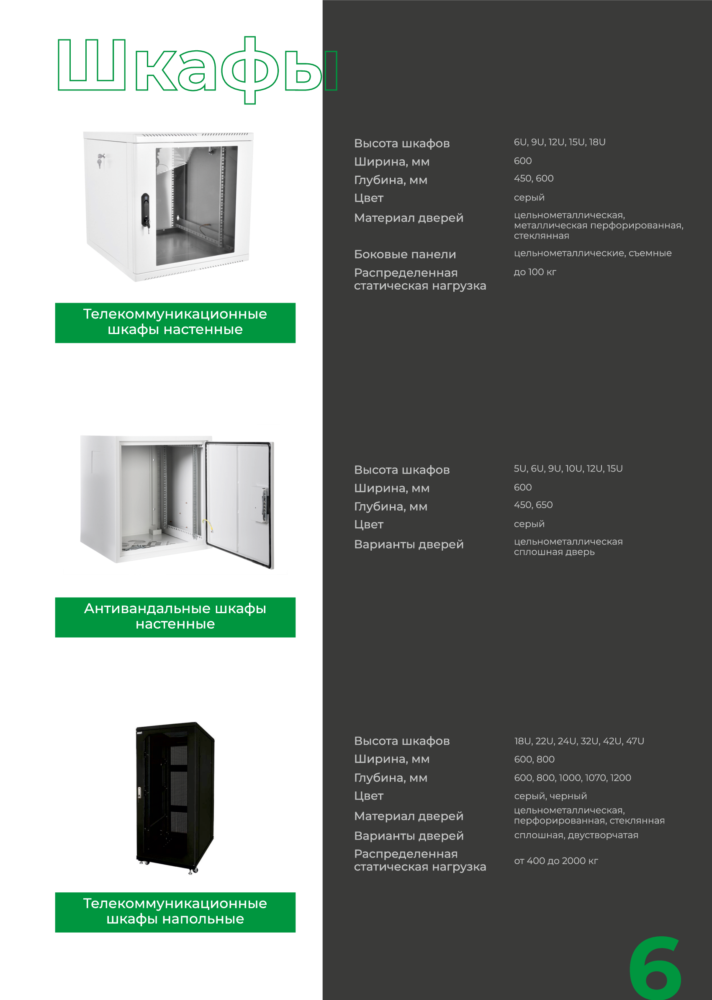 Шкафы
Высота шкафов 6U, 9U, 12U, 15U, 18U
Ширина, мм 600
Глубина, мм 450, 600
Цвет серый
Материал дверей цельнометаллическая,
металлическая перфорированная,
стеклянная
Боковые панели цельнометаллические, съемные
Распределенная до 100 кг
статическая нагрузка
Телекоммуникационные
шкафы настенные
Высота шкафов 5U, 6U, 9U, 10U, 12U, 15U
Ширина, мм 600
Глубина, мм 450, 650
Цвет серый
Варианты дверей цельнометаллическая
сплошная дверь
Антивандальные шкафы
настенные
Высота шкафов 18U, 22U, 24U, 32U, 42U, 47U
Ширина, мм 600, 800
Глубина, мм 600, 800, 1000, 1070, 1200
Цвет серый, черный
Материал дверей цельнометаллическая,
перфорированная, стеклянная
Варианты дверей сплошная, двустворчатая
Распределенная
статическая нагрузка от 400 до 2000 кг
Телекоммуникационные
шкафы напольные
6